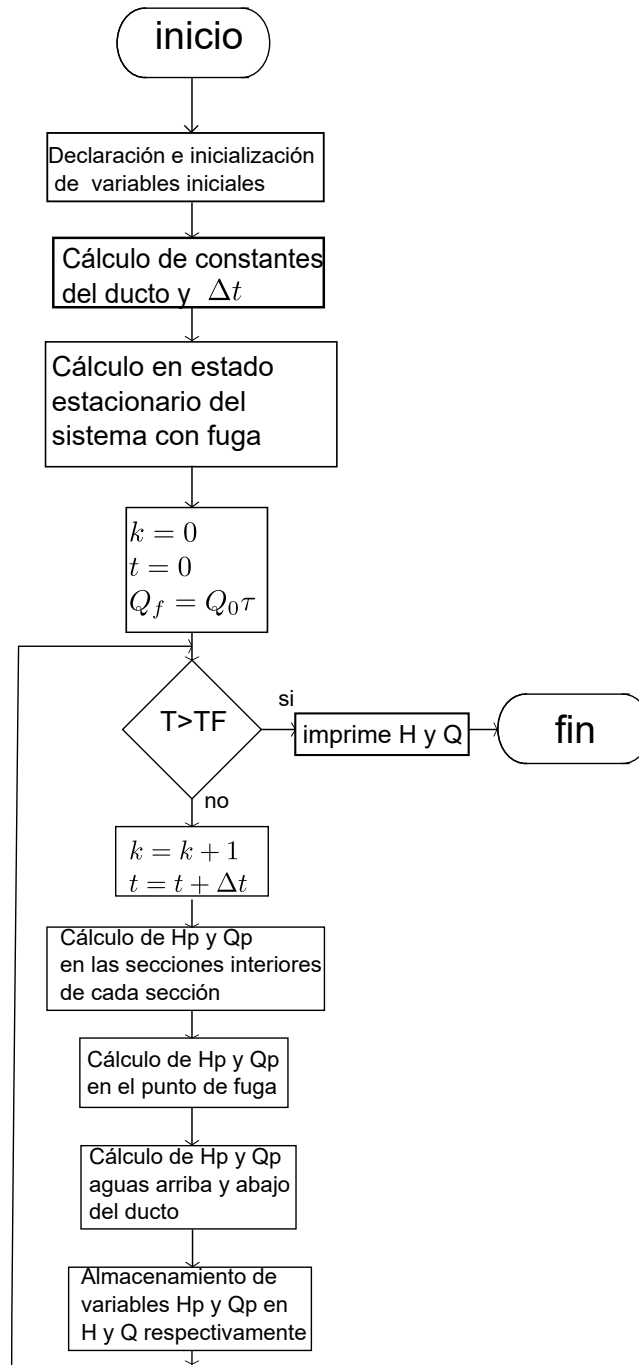 inicio
Declaración e inicialización
de variables iniciales
Cálculo de constantes
del ducto y Δt
Cálculo en estado
estacionario del
sistema con fuga
k = 0
t = 0
Q_f = Q_0τ
T>TF
si
imprime H y Q
fin
no
k = k + 1
t = t + Δt
Cálculo de Hp y Qp
en las secciones interiores
de cada sección
Cálculo de Hp y Qp
en el punto de fuga
Cálculo de Hp y Qp
aguas arriba y abajo
del ducto
Almacenamiento de
variables Hp y Qp en
H y Q respectivamente